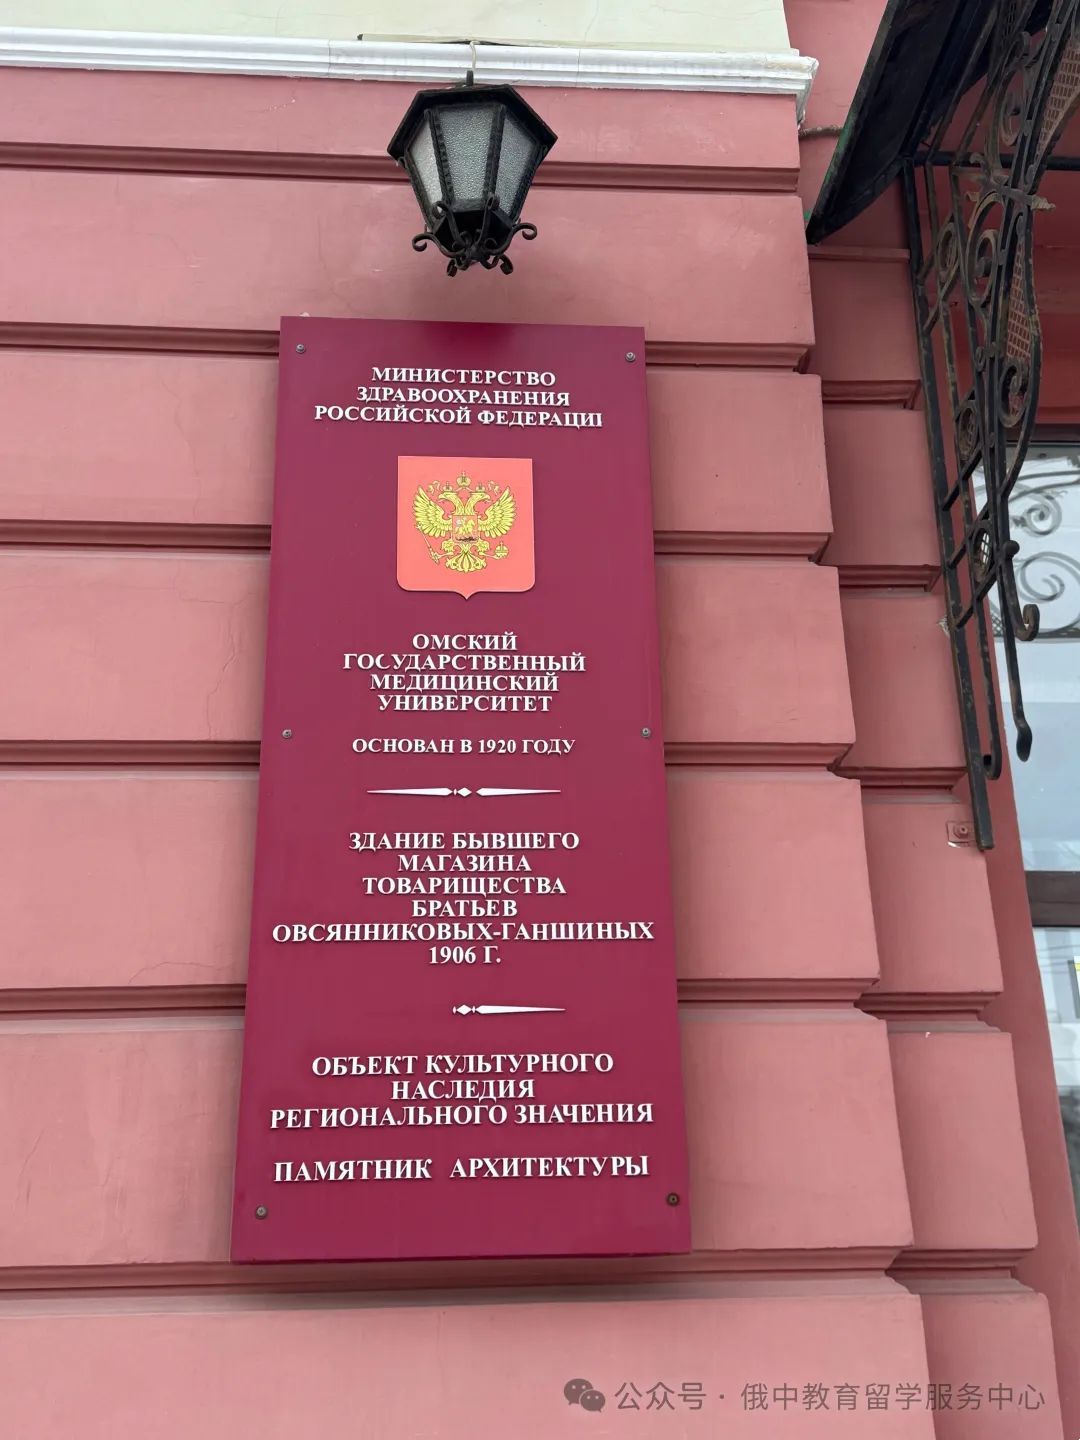 МИНИСТЕРСТВО
ЗДРАВООХРАНЕНИЯ
РОССИЙСКОЙ ФЕДЕРАЦИI
ОМСКИЙ
ГОСУДАРСТВЕННЫЙ
МЕДИЦИНСКИЙ
УНИВЕРСИТЕТ
ОСНОВАН В 1920 ГОДУ
ЗДАНИЕ БЫВШЕГО
МАГАЗИНА
ТОВАРИЩЕСТВА
БРАТЬЕВ
ОВСЯННИКОВЫХ-ГАНШИНЫХ
1906 Г.
ОБЪЕКТ КУЛЬТУРНОГО
НАСЛЕДИЯ
РЕГИОНАЛЬНОГО ЗНАЧЕНИЯ
ПАМЯТНИК АРХИТЕКТУРЫ
公众号 · 俄中教育留学服务中心